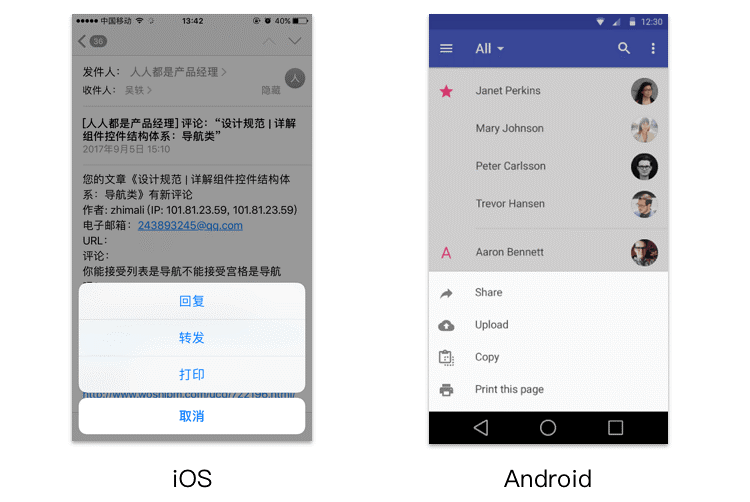 中国移动
13:42
40%
36
发件人： 人人都是产品经理
人
收件人： 吴轶
隐藏
[人人都是产品经理] 评论：“设计规范 | 详解
组件控件结构体系：导航类”
2017年9月5日 15:10
您的文章《设计规范 | 详解组件控件结构体
系：导航类》有新评论
作者: zhimali (IP: 101.81.23.59, 101.81.23.59)
电子邮箱： 243893245@qq.com
URL:
评论:
你能接受列表是导航不能接受宫格是导航
回复
转发
打印
http://www.woshipm.com/ucd/722196.html/
取消
iOS
12:30
All
Janet Perkins
Mary Johnson
Peter Carlsson
Trevor Hansen
A
Aaron Bennett
Share
Upload
Copy
Print this page
Android